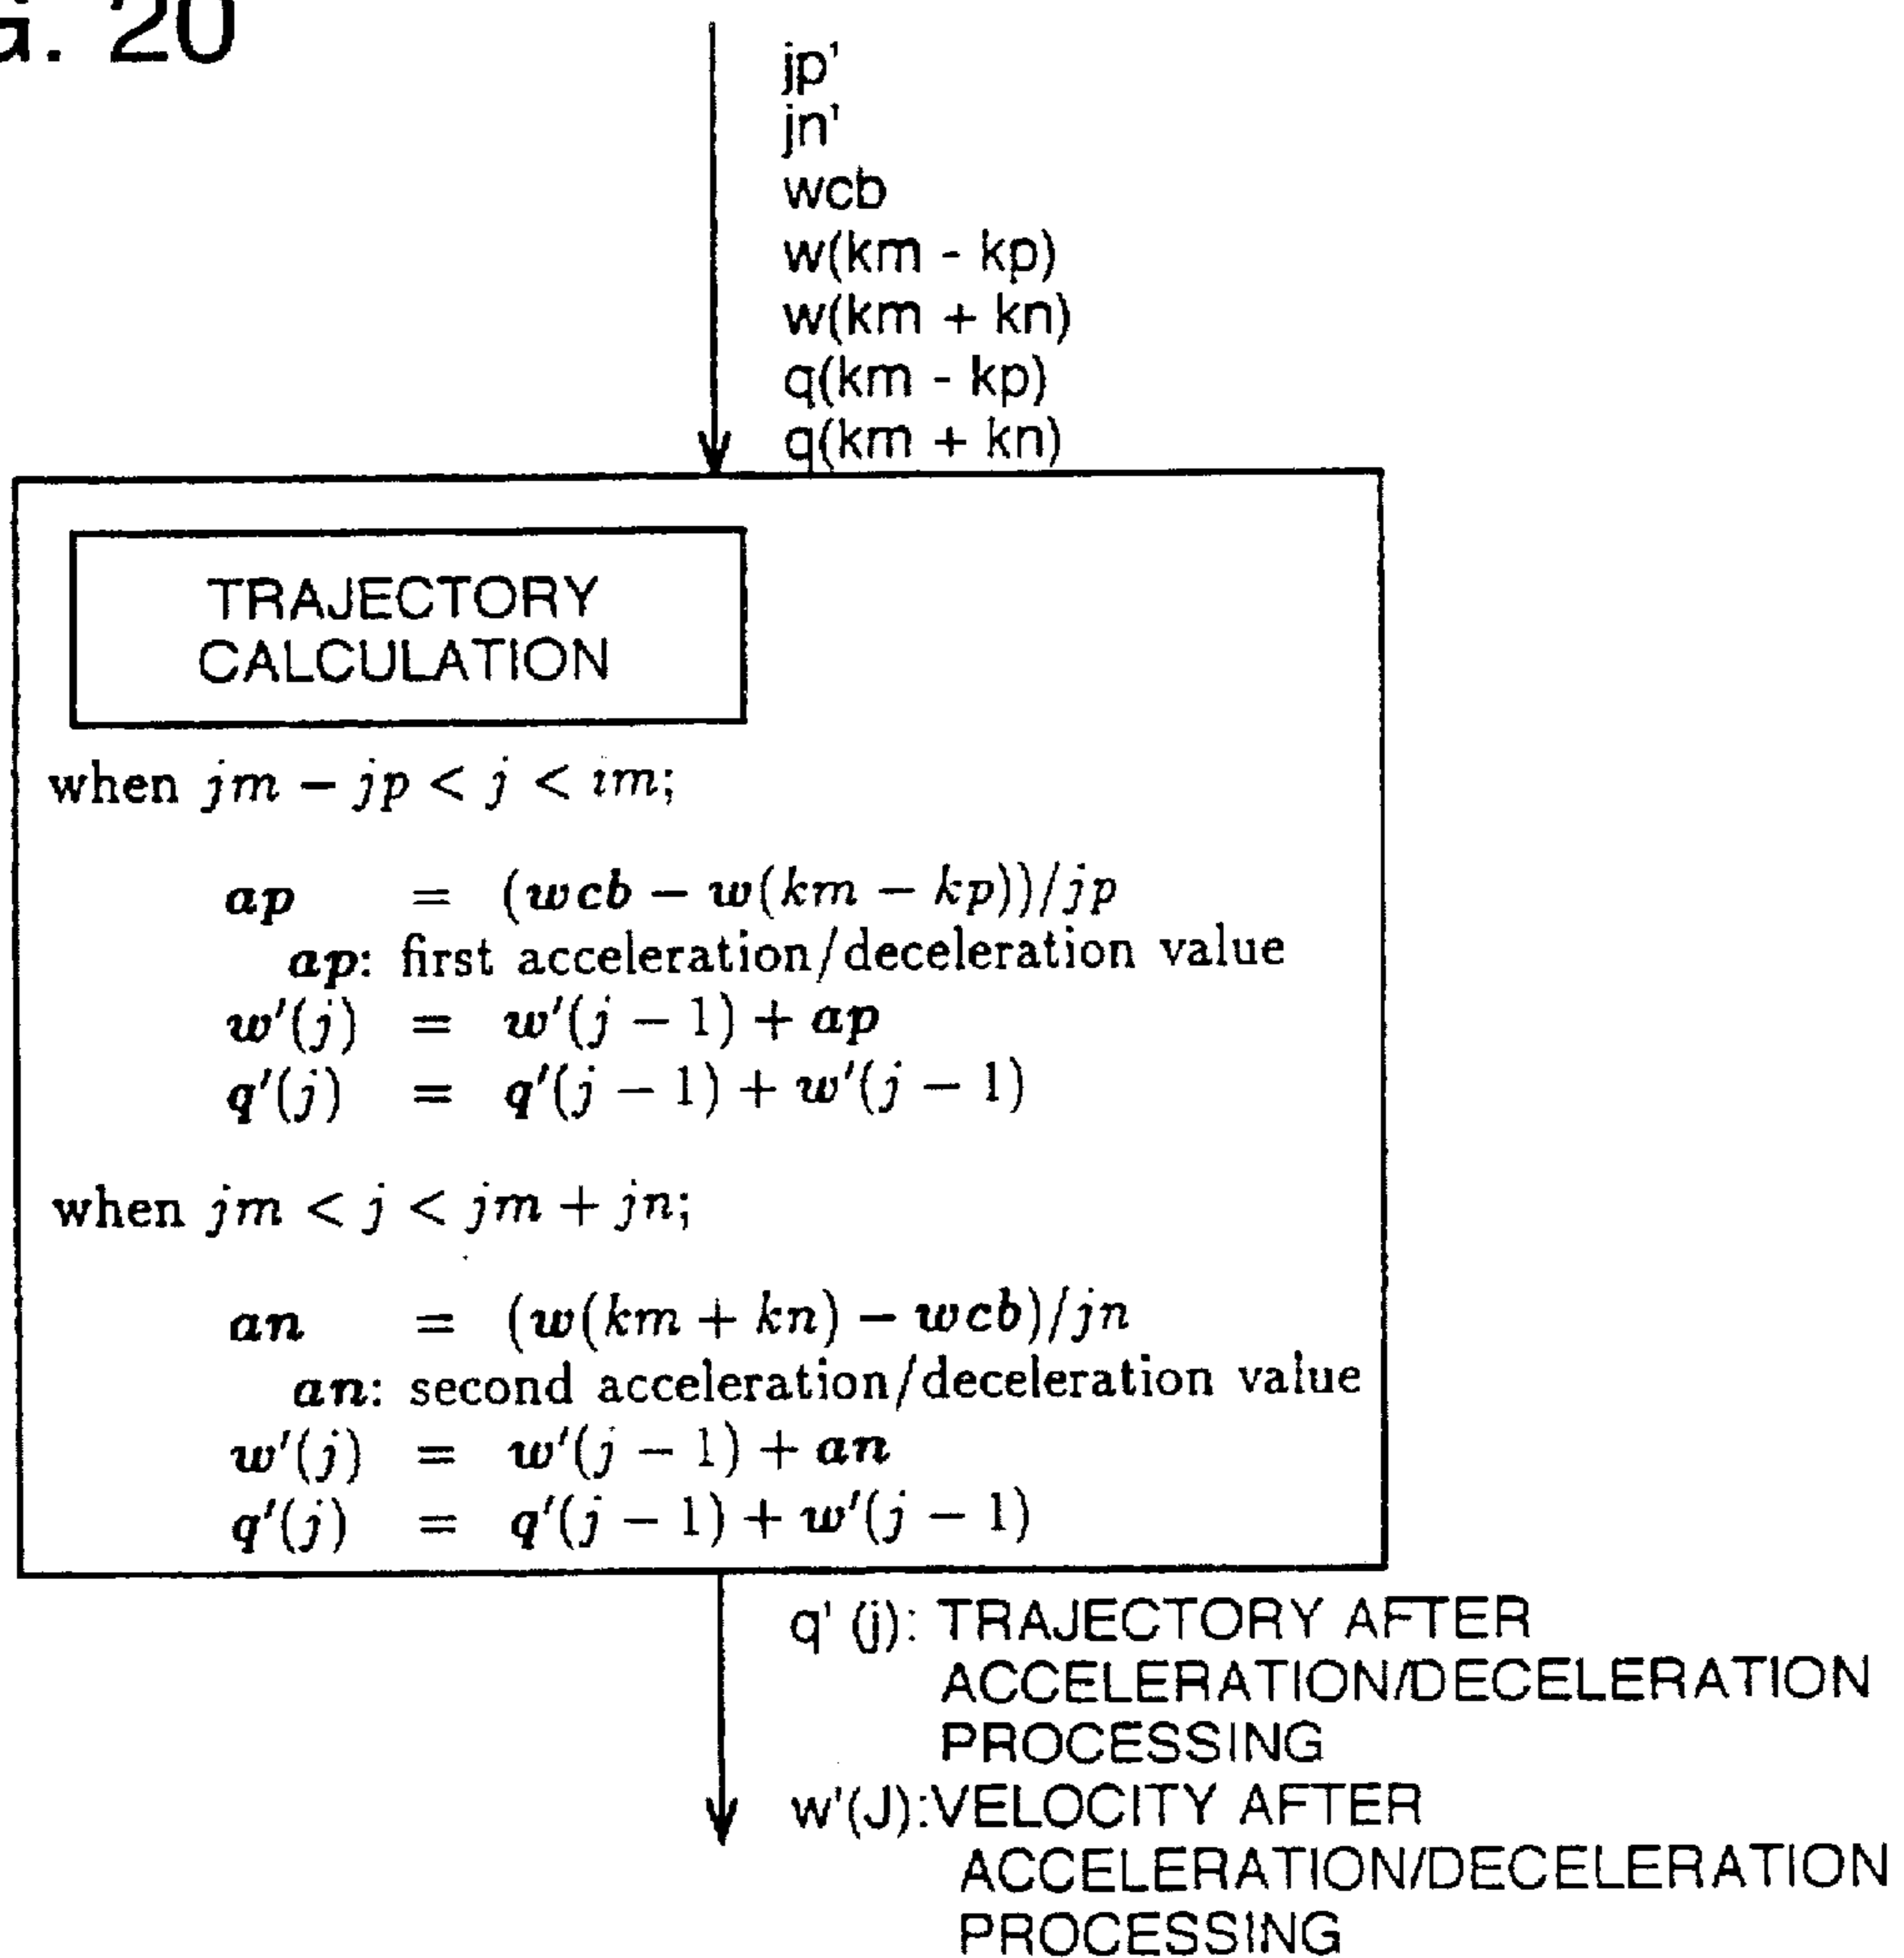 G. 20
jp'
jn'
wcb
w(km - kp)
w(km + kn)
q(km - kp)
q(km + kn)
TRAJECTORY
CALCULATION
when jm − jp < j < im;
ap = (wcb − w(km − kp))/jp
ap: first acceleration/deceleration value
w′(j) = w′(j − 1) + ap
q′(j) = q′(j − 1) + w′(j − 1)
when jm < j < jm + jn;
an = (w(km + kn) − wcb)/jn
an: second acceleration/deceleration value
w′(j) = w′(j − 1) + an
q′(j) = q′(j − 1) + w′(j − 1)
q' (j): TRAJECTORY AFTER
ACCELERATION/DECELERATION
PROCESSING
w'(J):VELOCITY AFTER
ACCELERATION/DECELERATION
PROCESSING